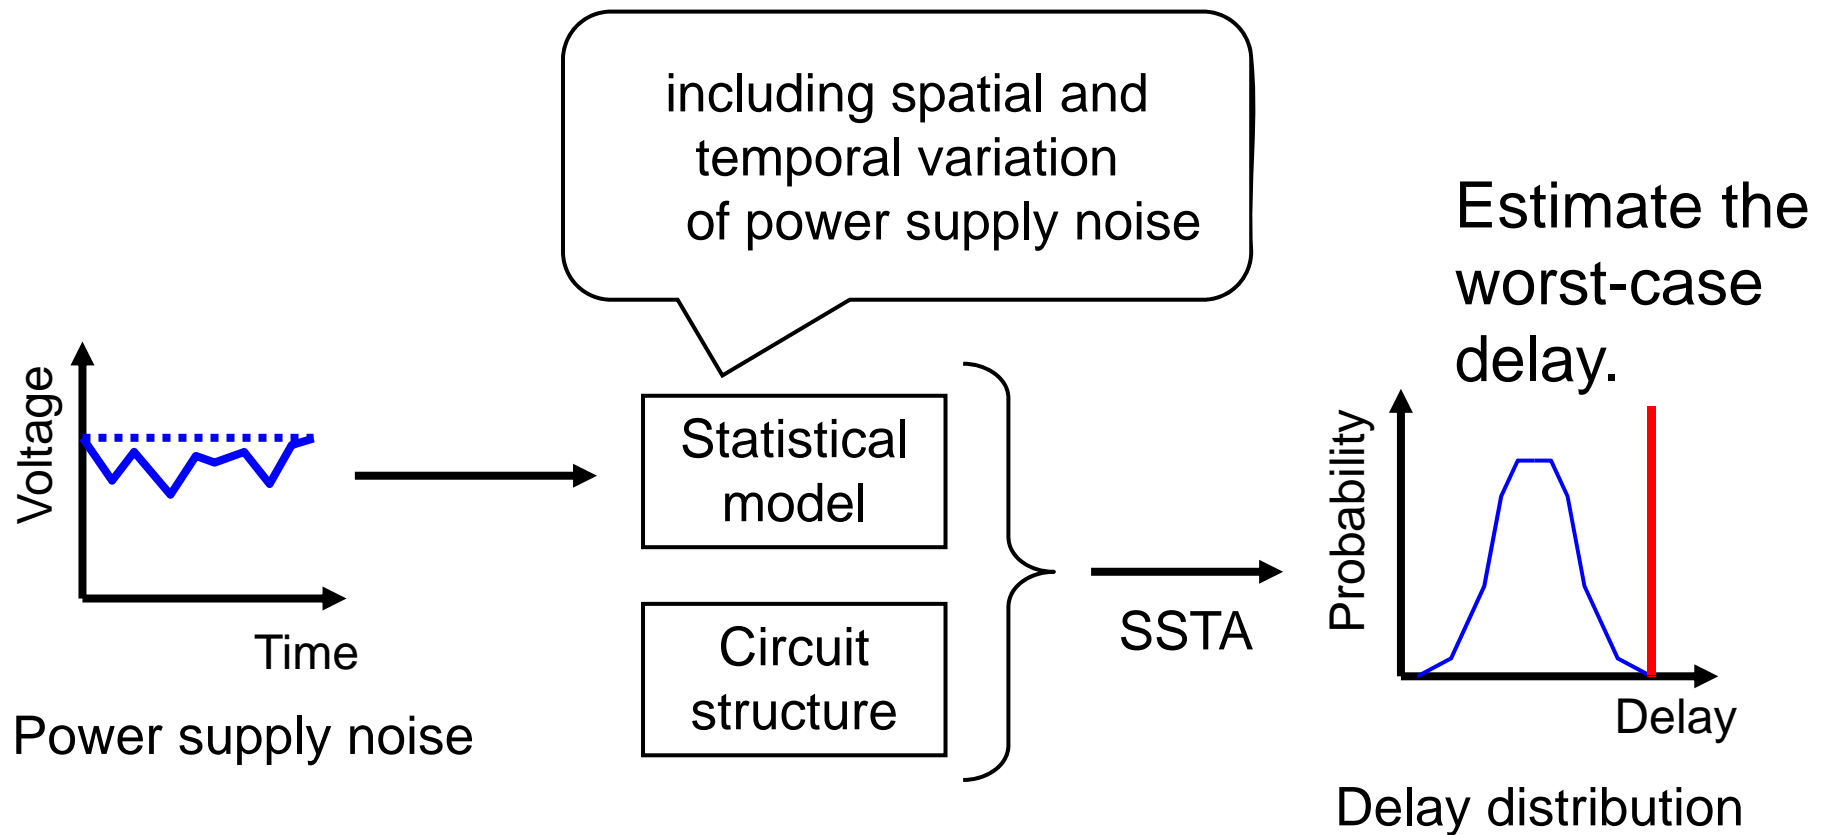 including spatial and
temporal variation
of power supply noise
Estimate the
worst-case
delay.
Voltage
Time
Power supply noise
Statistical
model
Circuit
structure
SSTA
Probability
Delay
Delay distribution